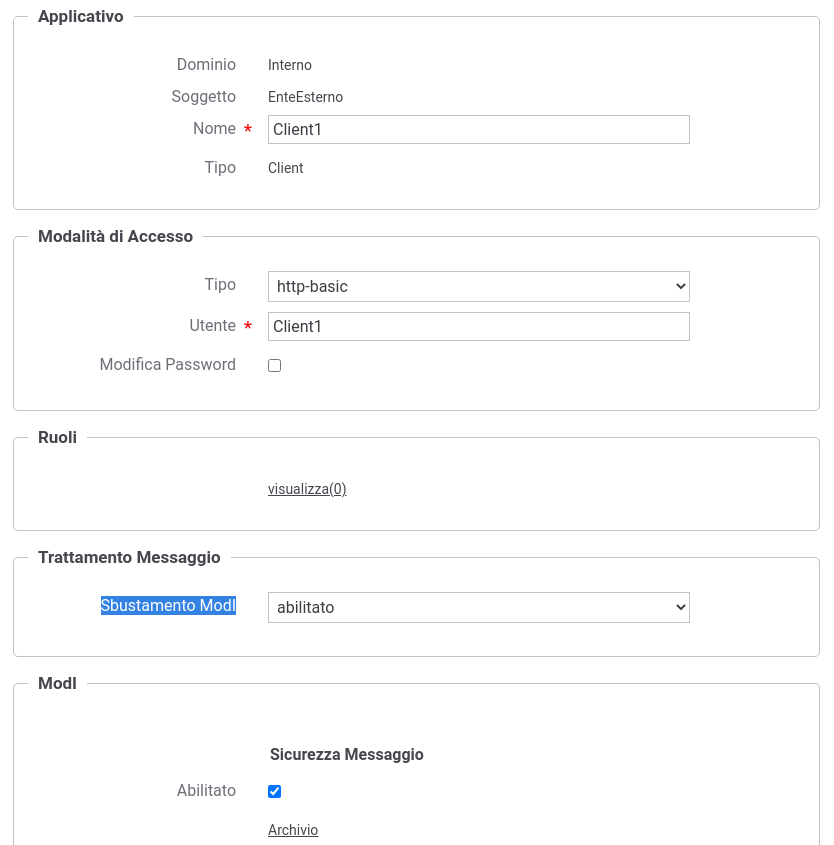 Applicativo
Dominio Interno
Soggetto EnteEsterno
Nome * Client1
Tipo Client
Modalità di Accesso
Tipo http-basic
Utente * Client1
Modifica Password
Ruoli
visualizza(0)
Trattamento Messaggio
Sbustamento ModI abilitato
ModI
Sicurezza Messaggio
Abilitato
Archivio